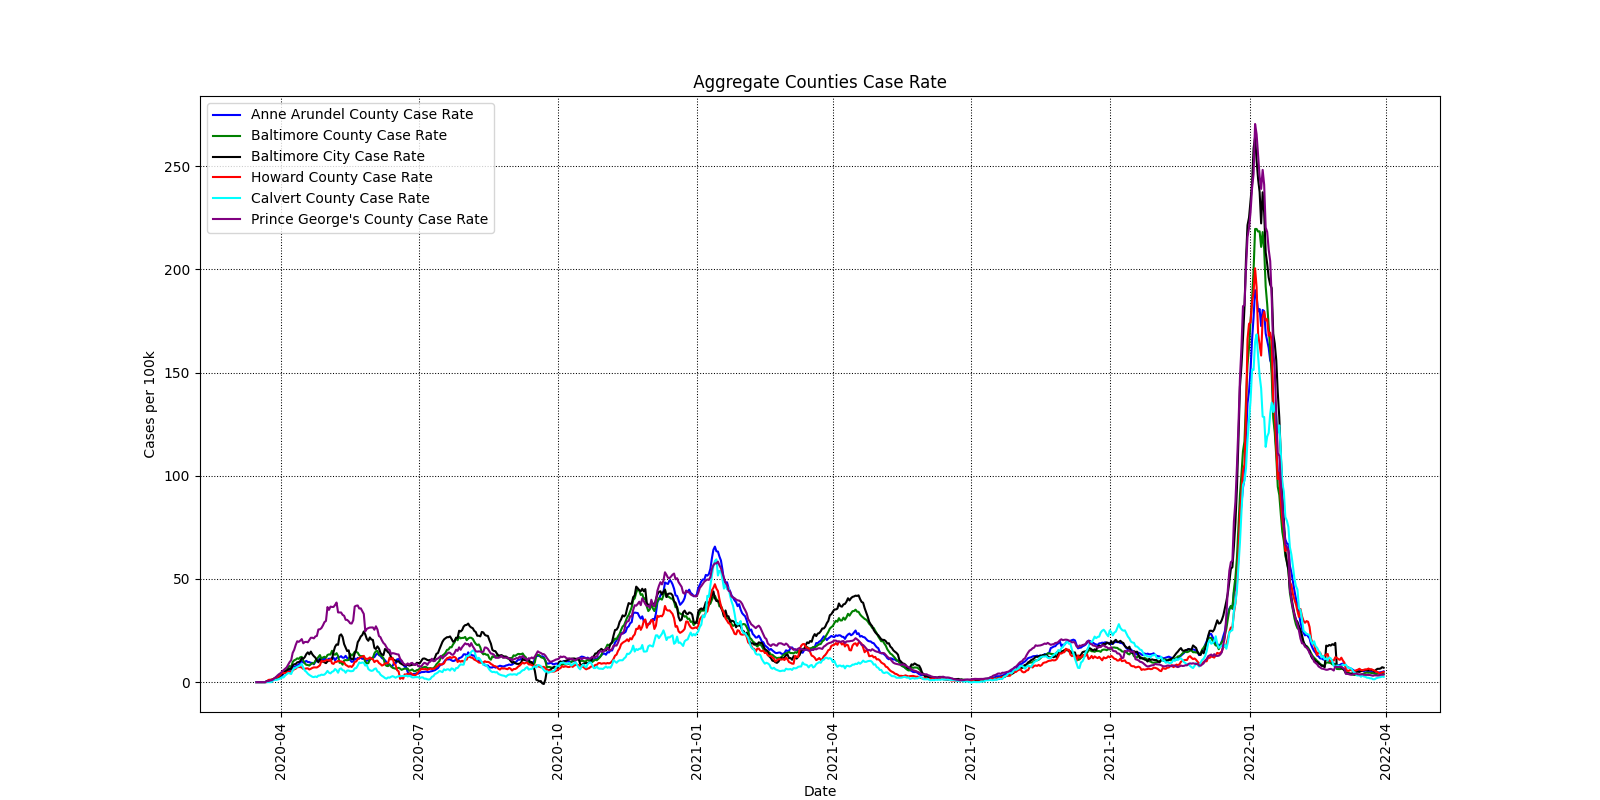 Aggregate Counties Case Rate
Anne Arundel County Case Rate
Baltimore County Case Rate
Baltimore City Case Rate
Howard County Case Rate
Calvert County Case Rate
Prince George's County Case Rate
Cases per 100k
250
200
150
100
50
0
2020-04
2020-07
2020-10
2021-01
2021-04
2021-07
2021-10
2022-01
2022-04
Date